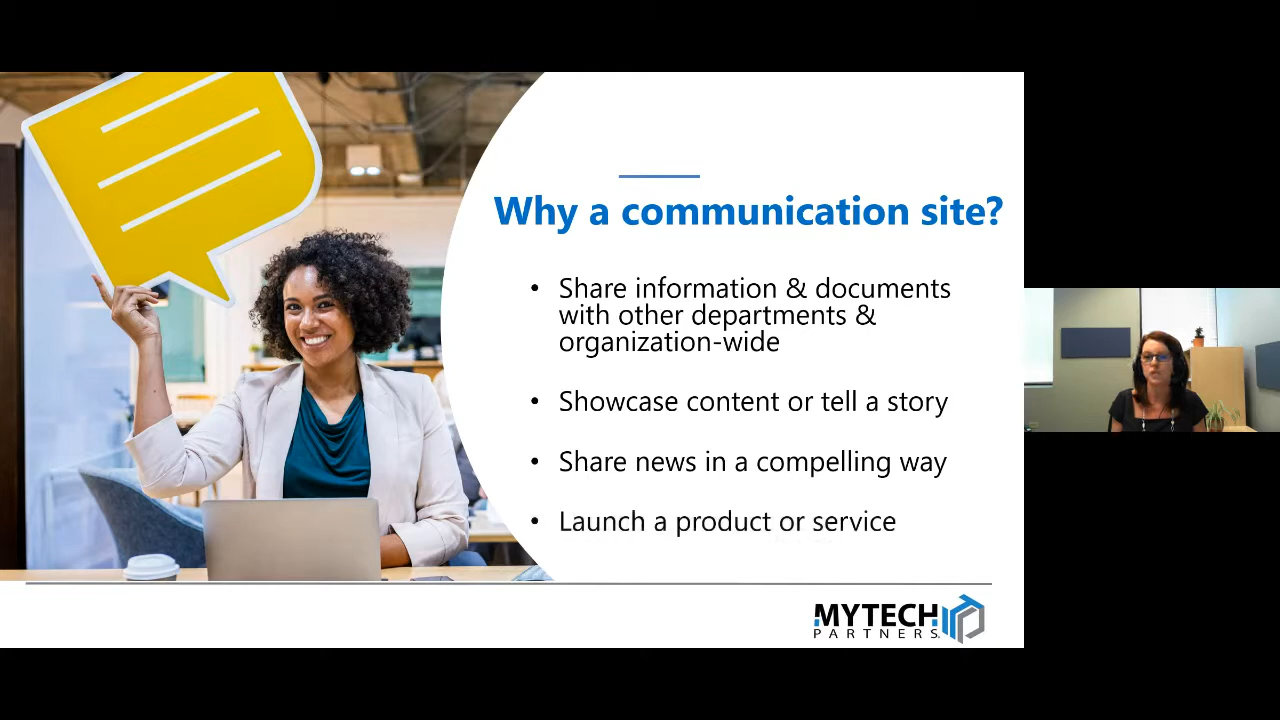 Why a communication site?
• Share information & documents
with other departments &
organization-wide
• Showcase content or tell a story
• Share news in a compelling way
• Launch a product or service
MYTECH
PARTNERS